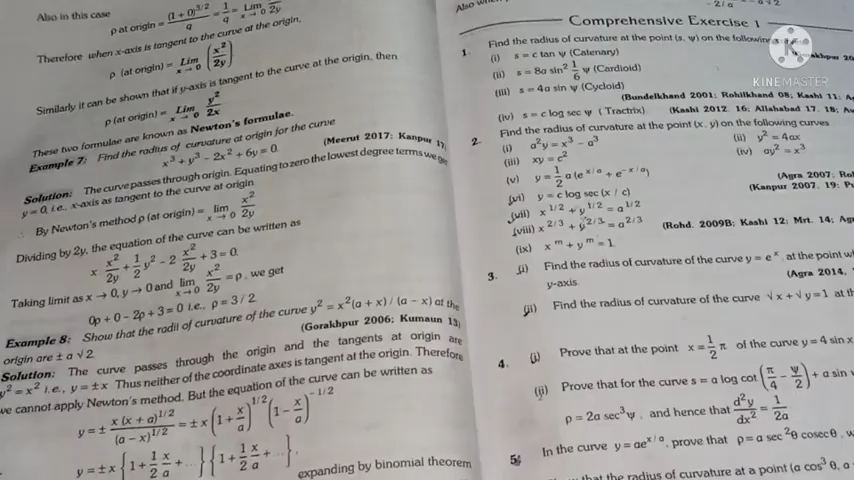 Also in this case
ρ at origin = (1+0)^3/2 / q = 1/q = Lim x→0 x²/2y
Therefore when x-axis is tangent to the curve at the origin,
ρ (at origin) = Lim x→0 (x²/2y)
Similarly it can be shown that if y-axis is tangent to the curve at the origin, then
ρ (at origin) = Lim x→0 y²/2x
These two formulae are known as Newton's formulae.
Example 7: Find the radius of curvature at origin for the curve
x³ + y³ − 2x² + 6y = 0.
(Meerut 2017; Kanpur 17)
Solution: The curve passes through origin. Equating to zero the lowest degree terms we get
y = 0, i.e., x-axis as tangent to the curve at origin
∴ By Newton's method ρ (at origin) = lim x→0 x²/2y
Dividing by 2y, the equation of the curve can be written as
x x²/2y + 1/2 y² − 2 x²/2y + 3 = 0.
Taking limit as x → 0, y → 0 and lim x→0 x²/2y = ρ, we get
0ρ + 0 − 2ρ + 3 = 0 i.e., ρ = 3/2
Example 8: Show that the radii of curvature of the curve y² = x²(a + x) / (a − x) at the
origin are ± a √2.
(Gorakhpur 2006; Kumaun 13)
Solution: The curve passes through the origin and the tangents at origin are
y² = x² i.e., y = ± x Thus neither of the coordinate axes is tangent at the origin. Therefore
we cannot apply Newton's method. But the equation of the curve can be written as
y = ± x (x + a)^1/2 / (a − x)^1/2 = ± x (1 + x/a)^1/2 (1 − x/a)^−1/2
y = ± x {1 + 1/2 x/a + ...} {1 + 1/2 x/a + ...},
expanding by binomial theorem
Also when
− 2/a
Comprehensive Exercise 1
1. Find the radius of curvature at the point (s, ψ) on the following
(i) s = c tan ψ (Catenary)
(ii) s = 8a sin² 1/6 ψ (Cardioid)
(iii) s = 4a sin ψ (Cycloid)
(Bundelkhand 2001; Rohilkhand 08; Kashi 11;
(iv) s = c log sec ψ (Tractrix)
(Kashi 2012, 16; Allahabad 17, 18;
KINEMASTER
2. Find the radius of curvature at the point (x, y) on the following curves
(i) a²y = x³ − a³
(ii) y² = 4ax
(iii) xy = c²
(iv) ay² = x³
(v) y = 1/2 a (e^x/a + e^−x/a)
(Agra 2007;
(vi) y = c log sec (x / c)
(Kanpur 2007, 19;
(vii) x^1/2 + y^1/2 = a^1/2
(viii) x^2/3 + y^2/3 = a^2/3
(Rohd. 2009B; Kashi 12; Mrt. 14;
(ix) x^m + y^m = 1.
3. (i) Find the radius of curvature of the curve y = e^x, at the point
y-axis.
(Agra 2014,
(ii) Find the radius of curvature of the curve √x + √y = 1 at
4. (i) Prove that at the point x = 1/2 π of the curve y = 4 sin x
(ii) Prove that for the curve s = a log cot (π/4 − ψ/2) + a sin
ρ = 2a sec³ ψ, and hence that d²y/dx² = 1/2a
5. In the curve y = ae^x/a, prove that ρ = a sec² θ cosec θ,
that the radius of curvature at a point (a cos³ θ, a